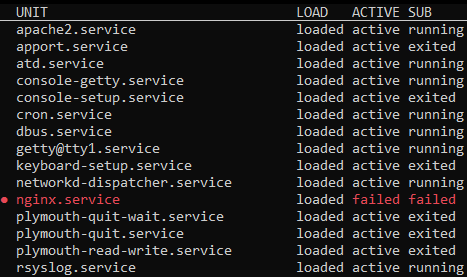 UNIT LOAD ACTIVE SUB
apache2.service loaded active running
apport.service loaded active exited
atd.service loaded active running
console-getty.service loaded active running
console-setup.service loaded active exited
cron.service loaded active running
dbus.service loaded active running
getty@tty1.service loaded active running
keyboard-setup.service loaded active exited
networkd-dispatcher.service loaded active running
● nginx.service loaded failed failed
plymouth-quit-wait.service loaded active exited
plymouth-quit.service loaded active exited
plymouth-read-write.service loaded active exited
rsyslog.service loaded active running